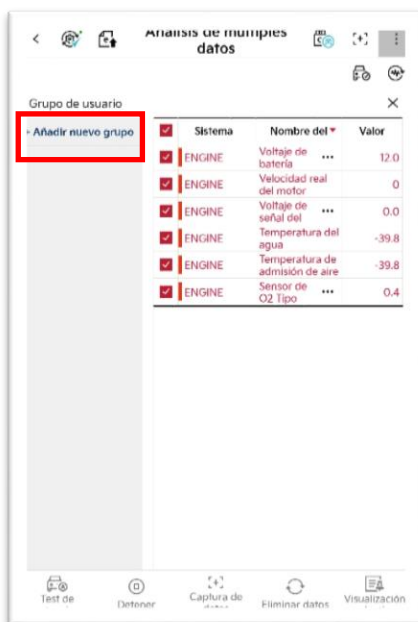 Análisis de múltiples
datos
Grupo de usuario
Añadir nuevo grupo
Sistema Nombre del Valor
ENGINE Voltaje de
batería ... 12.0
ENGINE Velocidad real
del motor 0
ENGINE Voltaje de
señal del ... 0.0
ENGINE Temperatura del
agua -39.8
ENGINE Temperatura de
admisión de aire -39.8
ENGINE Sensor de
O2 Tipo ... 0.4
Test de Detener Captura de
datos Eliminar datos Visualización